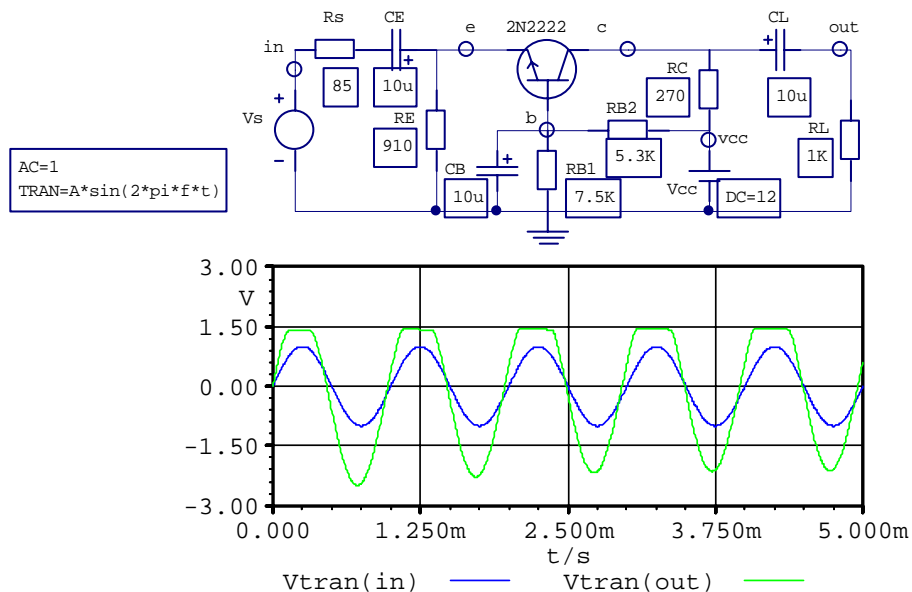 Rs
CE
2N2222
CL
in
e
c
out
+
+
RC
85
10u
270
10u
+
Vs
RE
b
RB2
RL
-
910
+
vcc
CB
5.3K
1K
10u
RB1
Vcc
7.5K
DC=12
AC=1
TRAN=A*sin(2*pi*f*t)
3.00
V
1.50
0.00
-1.50
-3.00
0.000
1.250m
2.500m
3.750m
5.000m
t/s
Vtran(in)
Vtran(out)